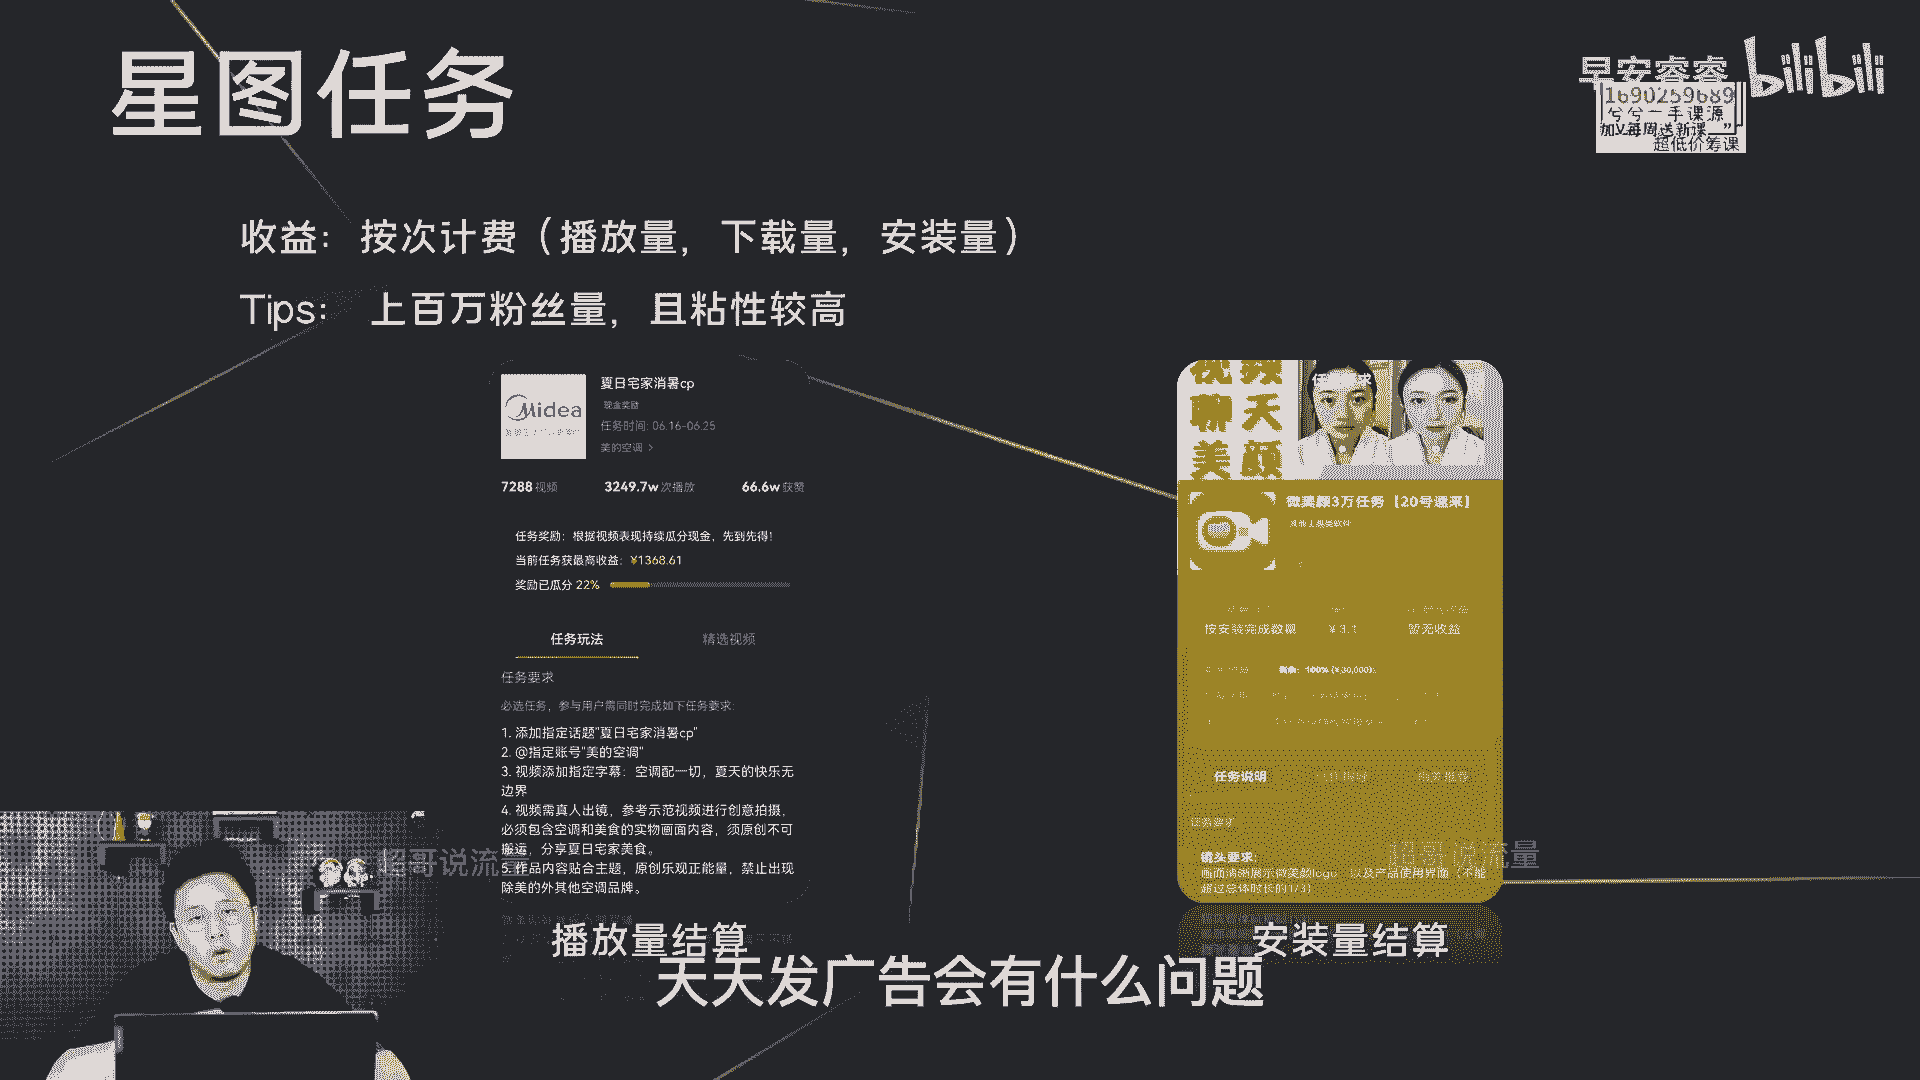 星图任务
早安睿睿 bilibili
1690259689
兮兮一手课源
加V每周送新课
超低价筹课
收益：按次计费（播放量，下载量，安装量）
Tips： 上百万粉丝量，且粘性较高
Midea
夏日宅家消暑cp
现金奖励
任务时间: 06.16-06.25
美的空调 >
7288 视频 3249.7w 次播放 66.6w 获赞
任务奖励：根据视频表现持续瓜分现金，先到先得!
当前任务获最高收益：¥1368.61
奖励已瓜分 22%
任务玩法 精选视频
任务要求
必选任务，参与用户需同时完成如下任务要求:
1. 添加指定话题"夏日宅家消暑cp"
2. @指定账号"美的空调"
3. 视频添加指定字幕：空调配一切，夏天的快乐无
边界
4. 视频需真人出镜，参考示范视频进行创意拍摄，
必须包含空调和美食的实物画面内容，须原创不可
搬运，分享夏日宅家美食。
5. 作品内容贴合主题，原创乐观正能量，禁止出现
除美的外其他空调品牌。
播放量结算
视频
聊天
美颜
微美颜3万任务【20号速来】
按安装完成数量 ¥3.1 暂无收益
任务说明
任务要求
镜头要求:
画面清晰展示微美颜logo，以及产品使用界面（不能
超过总体时长的1/3）
安装量结算
超哥说流量
超哥说流量
天天发广告会有什么问题